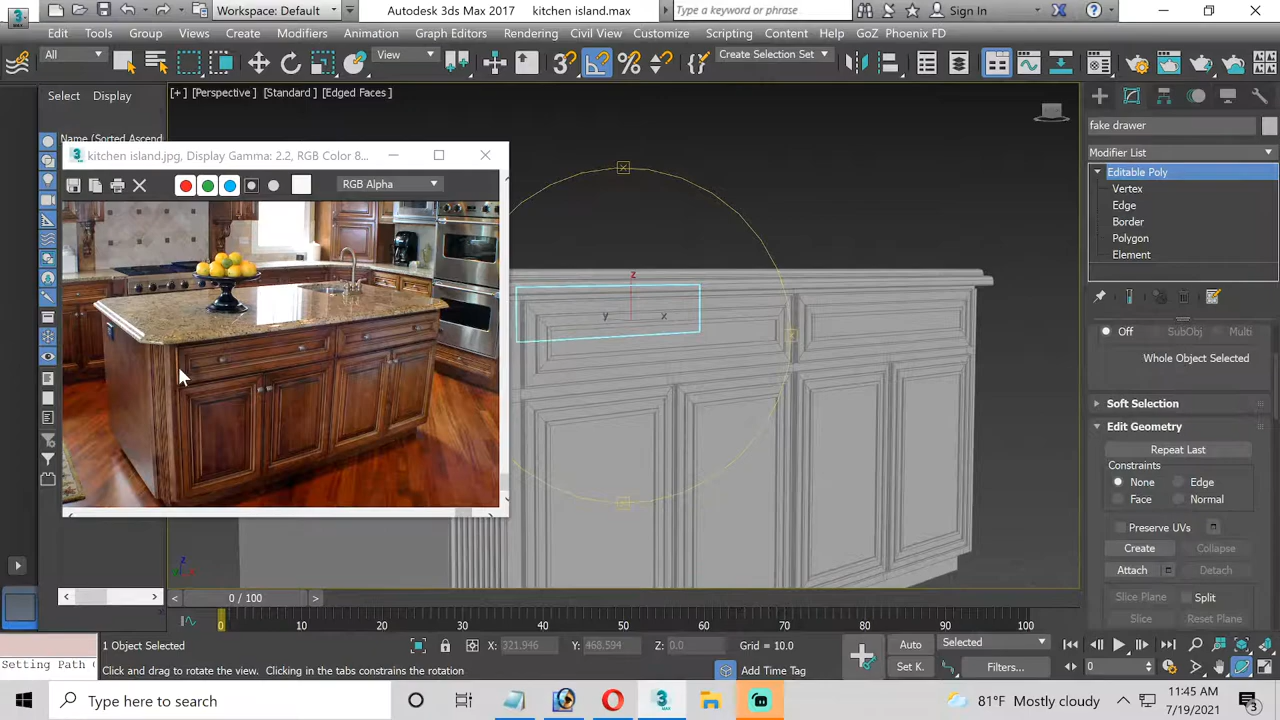 Workspace: Default
Autodesk 3ds Max 2017 kitchen island.max
Type a keyword or phrase
Sign In
Edit Tools Group Views Create Modifiers Animation Graph Editors Rendering Civil View Customize Scripting Content Help GoZ Phoenix FD
All
View
Create Selection Set
Select Display
[+] [Perspective] [Standard] [Edged Faces]
Name (Sorted Ascend
kitchen island.jpg, Display Gamma: 2.2, RGB Color 8...
RGB Alpha
z
y
x
fake drawer
Modifier List
Editable Poly
Vertex
Edge
Border
Polygon
Element
Off SubObj Multi
Whole Object Selected
Soft Selection
Edit Geometry
Repeat Last
Constraints
None Edge
Face Normal
Preserve UVs
Create Collapse
Attach Detach
Slice Plane Split
Slice Reset Plane
0 / 100
0 10 20 30 40 50 60 70 80 90 100
1 Object Selected
X: 321.946 Y: 468.594 Z: 0.0 Grid = 10.0
Auto Selected
Setting Path (
Click and drag to rotate the view. Clicking in the tabs constrains the rotation
Add Time Tag
Set K. Filters... 0
Type here to search
81°F Mostly cloudy
11:45 AM
7/19/2021
3